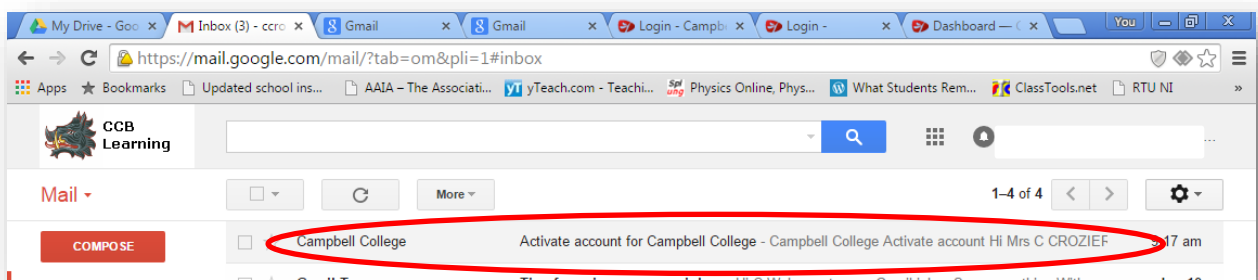 My Drive - Goo
Inbox (3) - ccro
Gmail
Gmail
Login - Campb
Login -
Dashboard — C
You
https://mail.google.com/mail/?tab=om&pli=1#inbox
Apps Bookmarks Updated school ins... AAIA – The Associati... yTeach.com - Teachi... Physics Online, Phys... What Students Rem... ClassTools.net RTU NI »
CCB
Learning
Mail
More
1–4 of 4
COMPOSE
Campbell College Activate account for Campbell College - Campbell College Activate account Hi Mrs C CROZIER 9:17 am